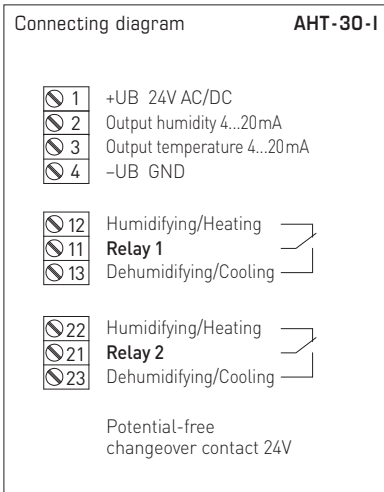 Connecting diagram AHT-30-I
1 +UB 24V AC/DC
2 Output humidity 4...20mA
3 Output temperature 4...20mA
4 –UB GND
12 Humidifying/Heating
11 Relay 1
13 Dehumidifying/Cooling
22 Humidifying/Heating
21 Relay 2
23 Dehumidifying/Cooling
Potential-free
changeover contact 24V